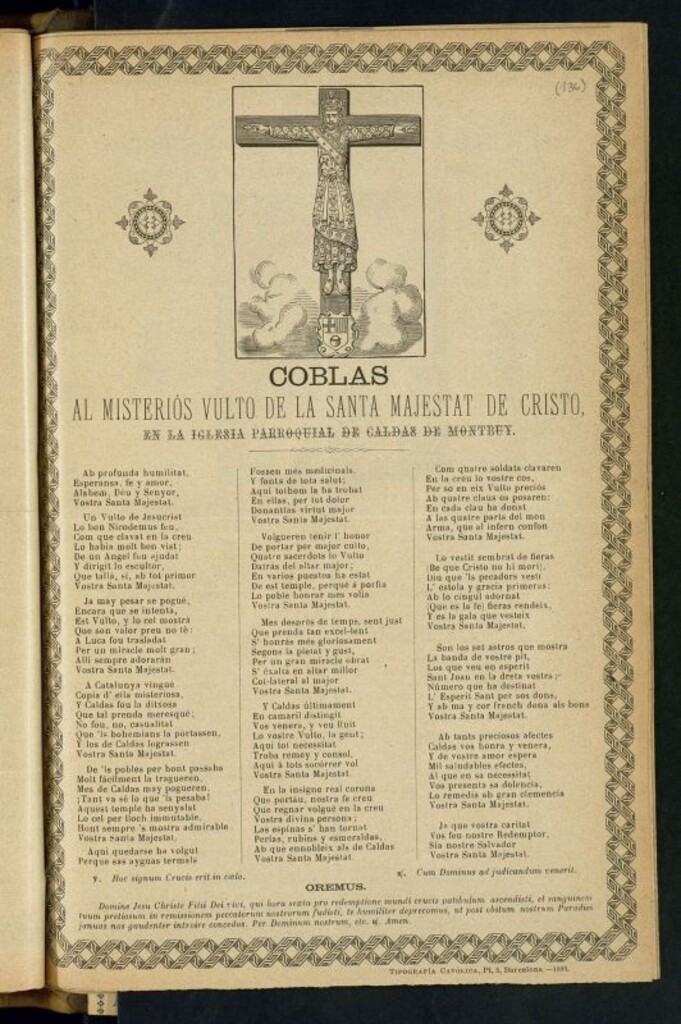 (136)
COBLAS
AL MISTERIÓS VULTO DE LA SANTA MAJESTAT DE CRISTO,
EN LA IGLESIA PARROQUIAL DE CALDAS DE MONTBUY.
Ab profunda humilitat,
Esperansa, fe y amor,
Alabem, Déu y Senyor,
Vostra Santa Majestat.
Un Vulto de Jesucrist
Lo bon Nicodemus feu,
Com que clavat en la creu
Lo habia molt ben vist;
De un Angel fou ajudat
Y dirigit lo escultor,
Que tallá, si, ab tot primor
Vostra Santa Majestat.
Ja may pesar se pogué,
Encara que se intenta,
Est Vulto, y lo cel mostrá
Que son valor preu no té:
A Luca fou trasladat
Per un miracle molt gran;
Allí sempre adorarán
Vostra Santa Majestat.
A Catalunya vingué
Copia d' ella misteriosa,
Y Caldas fou la ditxosa
Que tal prenda meresqué;
No fou, no, casualitat
Que 'ls bohemians la portassen,
Y los de Caldas lograssen
Vostra Santa Majestat.
De 'ls pobles per hont passaba
Molt fácilment la tragueren,
Mes de Caldas may pogueren,
¡Tant va sé lo que 'ls pesaba!
Aquest temple ha senyalat
Lo cel per lloch immutable,
Hont sempre 's mostra admirable
Vostra Santa Majestat.
Aquí quedarse ha volgut
Perque sas ayguas termals
Fossen més medicinals.
Y fonts de tota salut;
Aquí tothom la ha trobat
En ellas, per tot dolor
Donantlas virtut major
Vostra Santa Majestat.
Volgueren tenir l' honor
De portar per major culto,
Quatre sacerdots lo Vulto
Datrás del altar major;
En varios puestos ha estat
De est temple, perqué á porfia
Lo poble honrar mes volia
Vostra Santa Majestat.
Mes després de temps, sent just
Que prenda tan excel-lent
S' honrás més gloriosament
Segons la pietat y gust,
Per un gran miracle obrat
S' éxalta en altar millor
Col-lateral al major
Vostra Santa Majestat.
Y Caldas últimament
En camaril distingit
Vos venera, y veu lluit
Lo vostre Vulto, la gent;
Aquí tot necessitat
Troba remey y consol,
Aquí á tots socórrer vol
Vostra Santa Majestat.
En la insigne real corona
Que portau, nostra fe creu
Que regnar volgué en la creu
Vostra divina persona;
Las espinas s' han tornat
Perlas, rubins y esmeraldas,
Ab que ennobleix als de Caldas
Vostra Santa Majestat.
Com quatre soldats clavaren
En la creu lo vostre cos,
Per so en eix Vulto preciós
Ab quatre claus os posaren:
En cada clau ha donat
A las quatre parts del mon
Arma, que al infern confon
Vostra Santa Majestat.
Lo vestit sembrat de fieras
(Be que Cristo no hi morí),
Diu que 'ls pecadors vestí
L' estola y gracia primeras:
Ab lo cíngul adornat
(Que es la fe) fieras rendeix,
Y es la gala que vesteix
Vostra Santa Majestat.
Son los set astros que mostra
La banda de vostre pit,
Los que veu en esperit
Sant Joan en la dreta vostra;
Número que ha destinat
L' Esperit Sant per sos dons,
Y ab ma y cor franch dona als bons
Vostra Santa Majestat.
Ab tants preciosos afectes
Caldas vos honra y venera,
Y de vostre amor espera
Mil saludables efectes,
Al que en sa necessitat
Vos presenta sa dolencia,
Lo remedia ab gran clemencia
Vostra Santa Majestat.
Ja que vostra caritat
Vos feu nostre Redemptor,
Sia nostre Salvador
Vostra Santa Majestat.
℣. Hoc signum Crucis erit in cœlo.
℟. Cum Dominus ad judicandum venerit.
OREMUS.
Domine Jesu Christe Filii Dei vivi, qui hora sexta pro redemptione mundi crucis patibulum ascendisti, et sanguinem
tuum pretiosum in remissionem peccatorum nostrorum fudisti, te humiliter deprecamur, ut post obitum nostrum Paradisi
januas nos gaudenter introire concedas. Per Dominum nostrum, etc. ℟. Amen.
TIPOGRAFÍA CATÓLICA, Pí, 5, Barcelona.—1891.